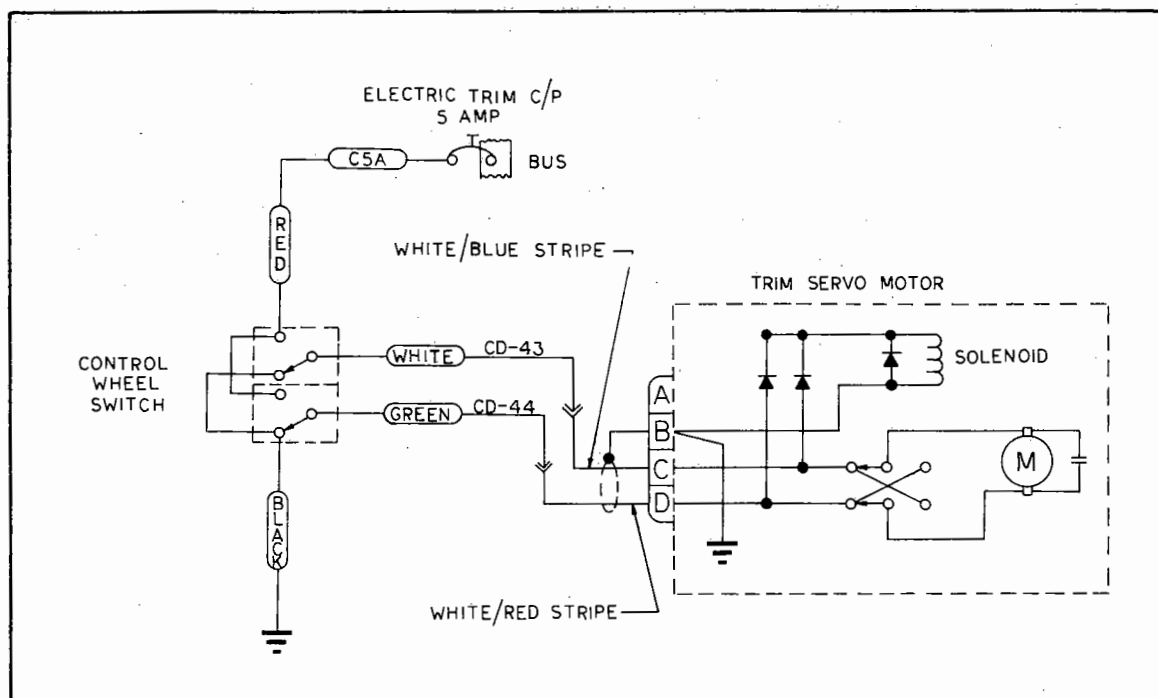 ELECTRIC TRIM C/P
5 AMP
C5A
BUS
RED
WHITE/BLUE STRIPE
TRIM SERVO MOTOR
CONTROL
WHEEL
SWITCH
WHITE
CD-43
SOLENOID
GREEN
CD-44
A
B
C
D
M
BLACK
WHITE/RED STRIPE